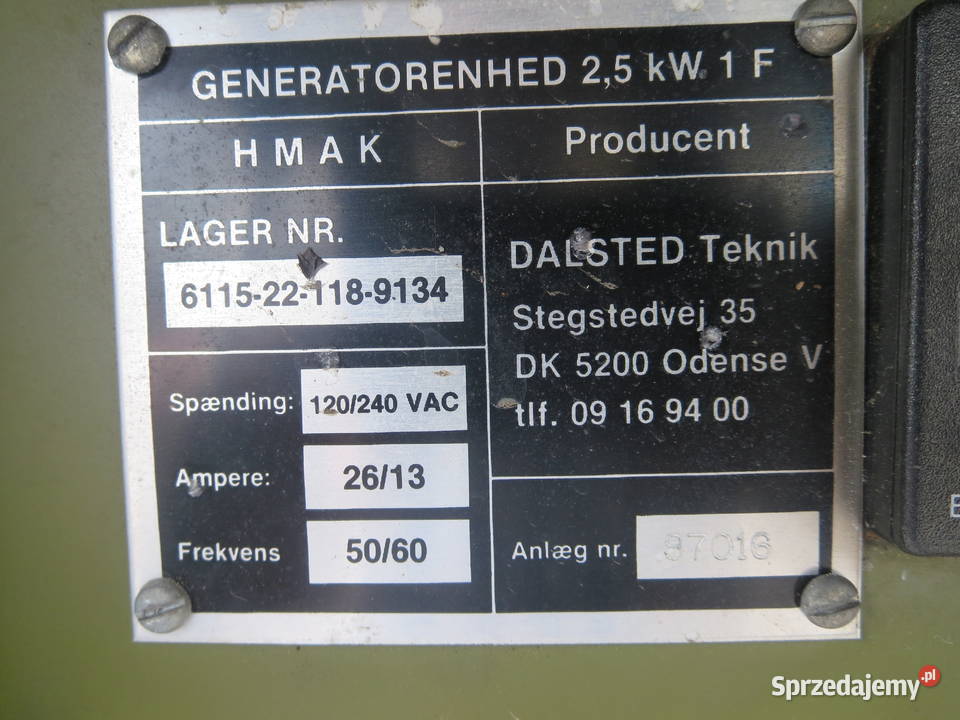 GENERATORENHED 2,5 kW. 1 F
H M A K
Producent
LAGER NR.
6115-22-118-9134
DALSTED Teknik
Stegstedvej 35
DK 5200 Odense V
tlf. 09 16 94 00
Spænding: 120/240 VAC
Ampere: 26/13
Frekvens 50/60
Anlæg nr. 87016
Sprzedajemy.pl